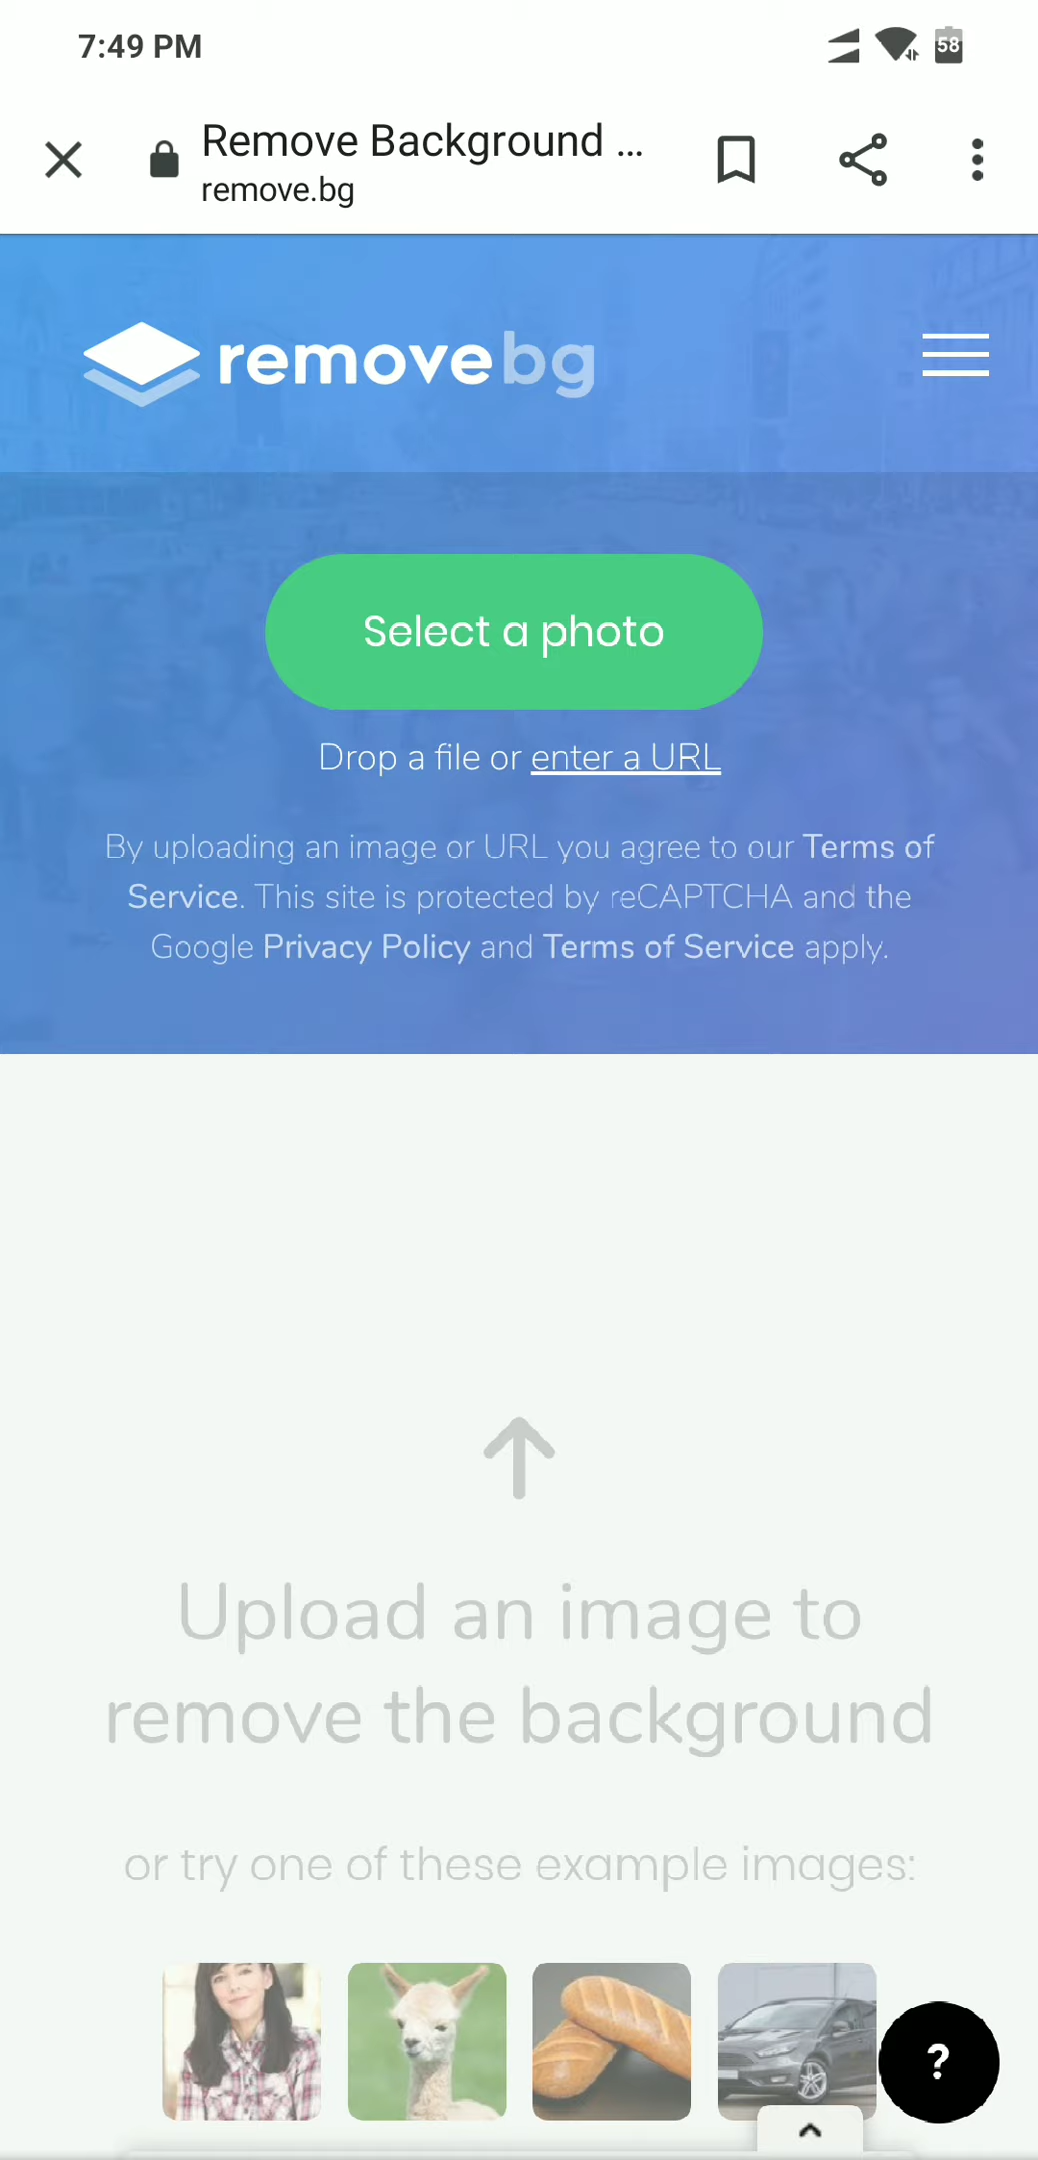 7:49 PM
58
Remove Background ...
remove.bg
removebg
Select a photo
Drop a file or enter a URL
By uploading an image or URL you agree to our Terms of
Service. This site is protected by reCAPTCHA and the
Google Privacy Policy and Terms of Service apply.
Upload an image to
remove the background
or try one of these example images:
?